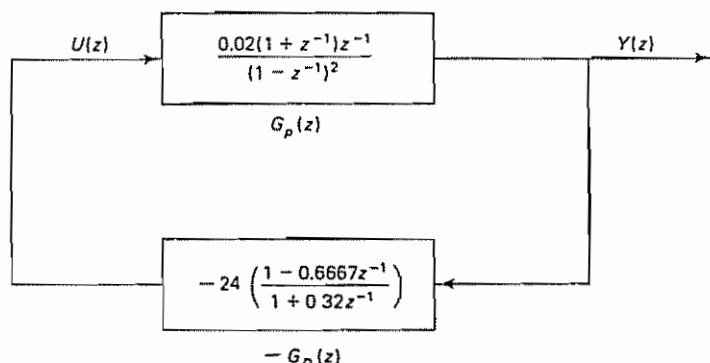 U(z)
0.02(1 + z⁻¹)z⁻¹
(1 − z⁻¹)²
Y(z)
G_p(z)
−24 (1 − 0.6667z⁻¹
1 + 0.32z⁻¹)
−G_D(z)